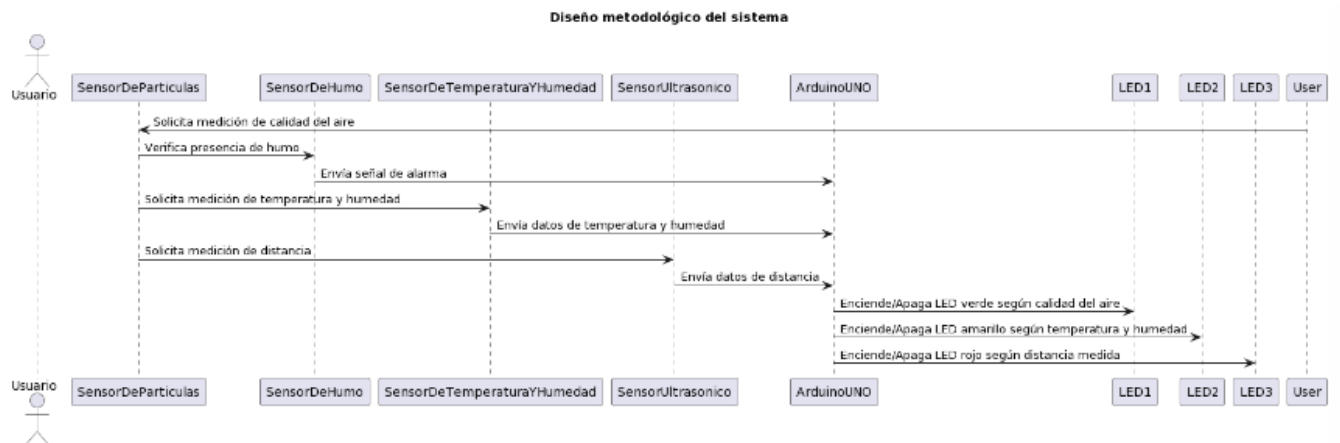 Diseño metodológico del sistema
Usuario
SensorDeParticulas
SensorDeHumo
SensorDeTemperaturaYHumedad
SensorUltrasonico
ArduinoUNO
LED1
LED2
LED3
User
Solicita medición de calidad del aire
Verifica presencia de humo
Envía señal de alarma
Solicita medición de temperatura y humedad
Envía datos de temperatura y humedad
Solicita medición de distancia
Envía datos de distancia
Enciende/Apaga LED verde según calidad del aire
Enciende/Apaga LED amarillo según temperatura y humedad
Enciende/Apaga LED rojo según distancia medida
Usuario
SensorDeParticulas
SensorDeHumo
SensorDeTemperaturaYHumedad
SensorUltrasonico
ArduinoUNO
LED1
LED2
LED3
User